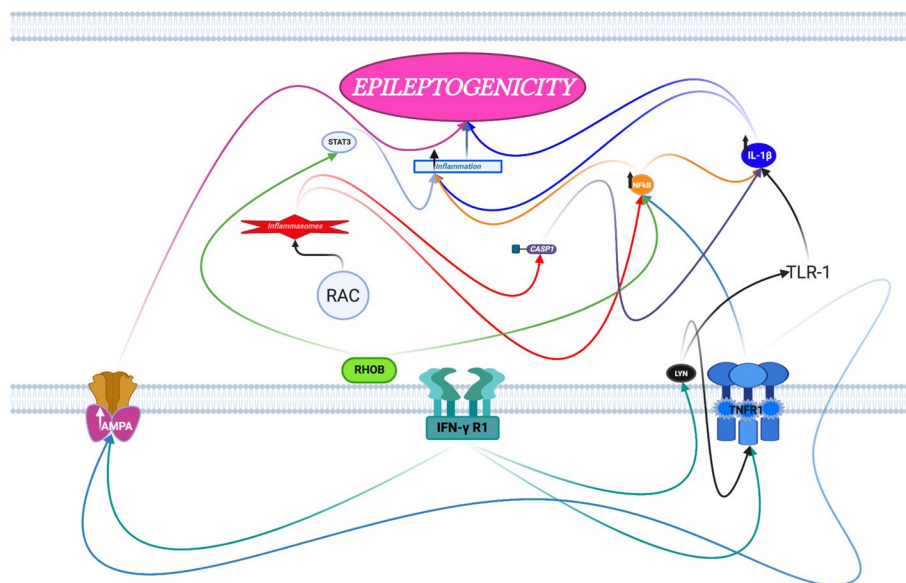 EPILEPTOGENICITY
STAT3
Inflammation
IL-1β
NFkB
Inflammasomes
CASP1
RAC
TLR-1
RHOB
LYN
AMPA
IFN-γ R1
TNFR1